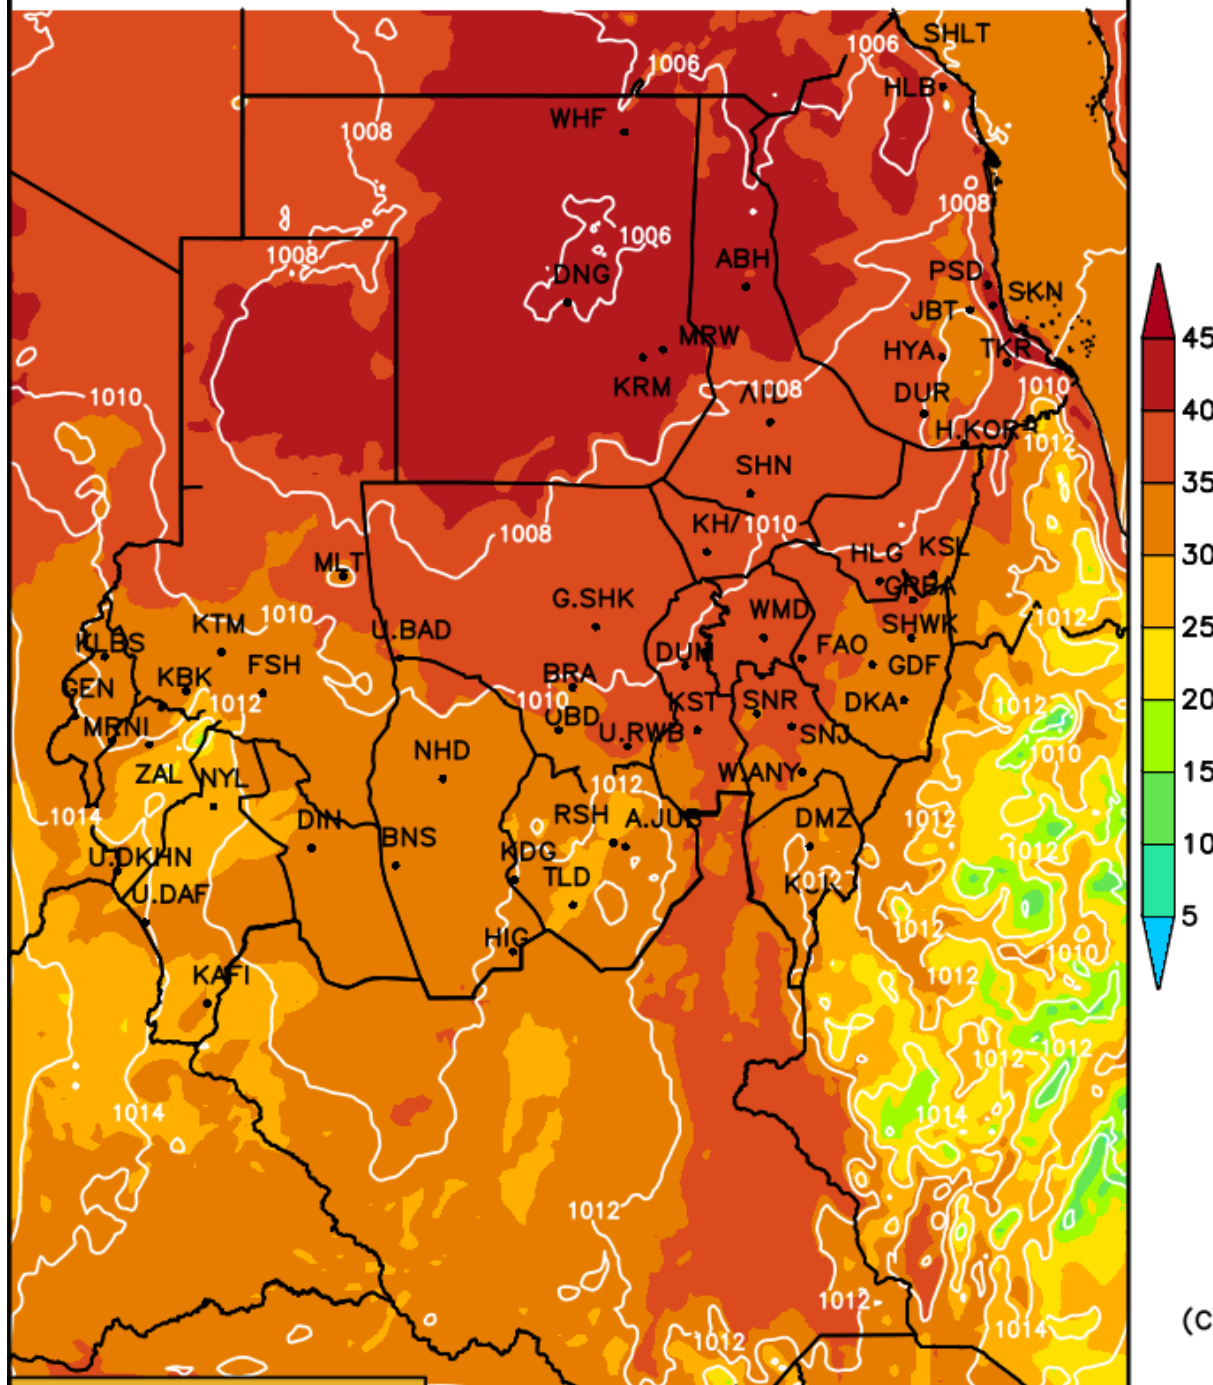 SHLT
1006
1006
HLB
WHF
1008
1008
1006
1008
ABH
DNG
PSD
SKN
JBT
MRW
HYA
TKR
KRM
1008
1010
DUR
1010
H.KOR
1012
SHN
1010
1008
HLG
KSL
MLT
GRBA
G.SHK
WMD
1010
1012
KTM
U.BAD
SHWK
KLBS
DUM
FAO
GDF
FSH
BRA
GEN
KBK
1010
KST
SNR
DKA
1012
1012
MRNI
U.RWB
SNJ
NHD
1010
ZAL
NYL
W.ANY
1012
1014
RSH
A.JUB
DMZ
1012
DIN
BNS
KDG
1012
U.DKHN
TLD
U.DAF
HIG
1012
1010
KAFI
1012
1012
1012
1014
1014
1012
1012
1012
1014
45
40
35
30
25
20
15
10
5
(C